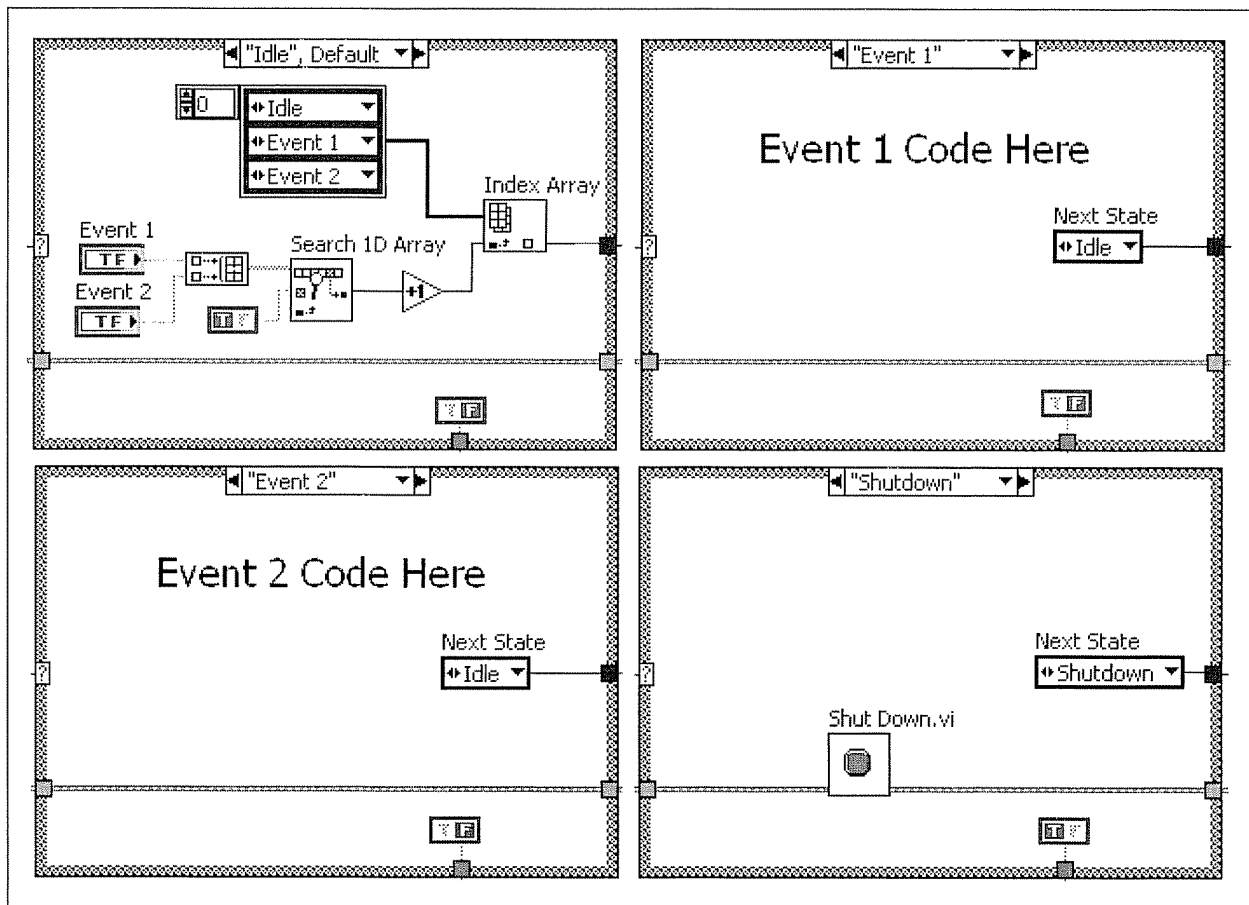 "Idle", Default
0
Idle
Event 1
Event 2
Index Array
Event 1
TF
Search 1D Array
Event 2
TF
+1
?
T F
T F
"Event 1"
Event 1 Code Here
Next State
Idle
?
T F
"Event 2"
Event 2 Code Here
Next State
Idle
?
T F
"Shutdown"
Next State
Shutdown
?
Shut Down.vi
T F